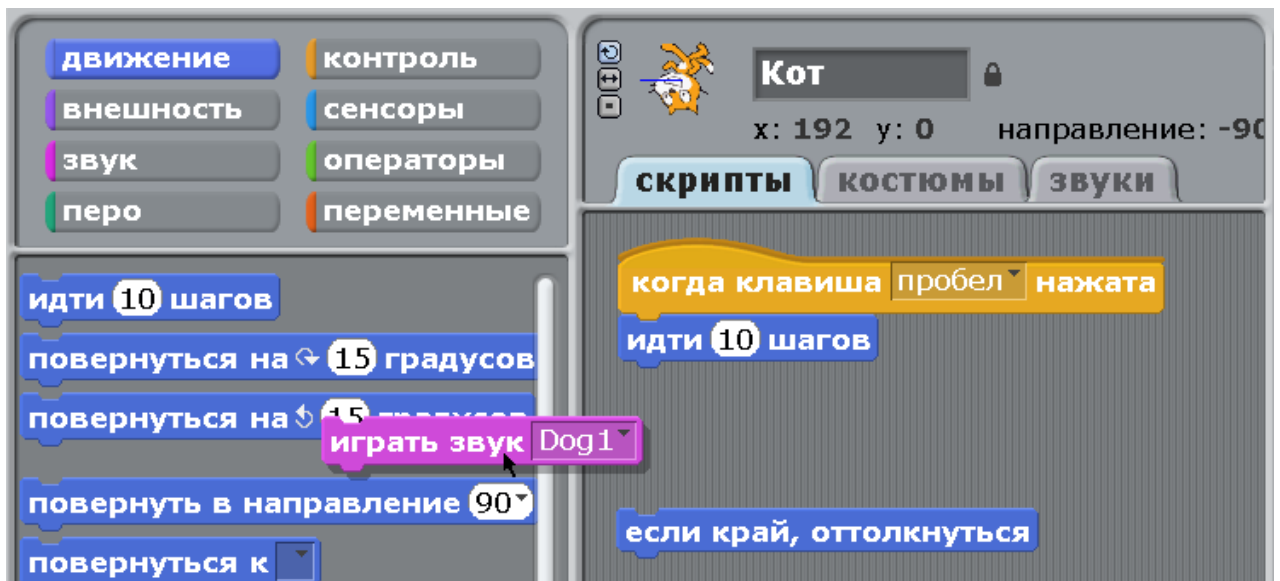 движение
контроль
внешность
сенсоры
звук
операторы
перо
переменные
идти 10 шагов
повернуться на 15 градусов
повернуться на 15 градусов
повернуть в направление 90
повернуться к
играть звук Dog1
Кот
x: 192 y: 0 направление: -90
скрипты
костюмы
звуки
когда клавиша пробел нажата
идти 10 шагов
если край, оттолкнуться